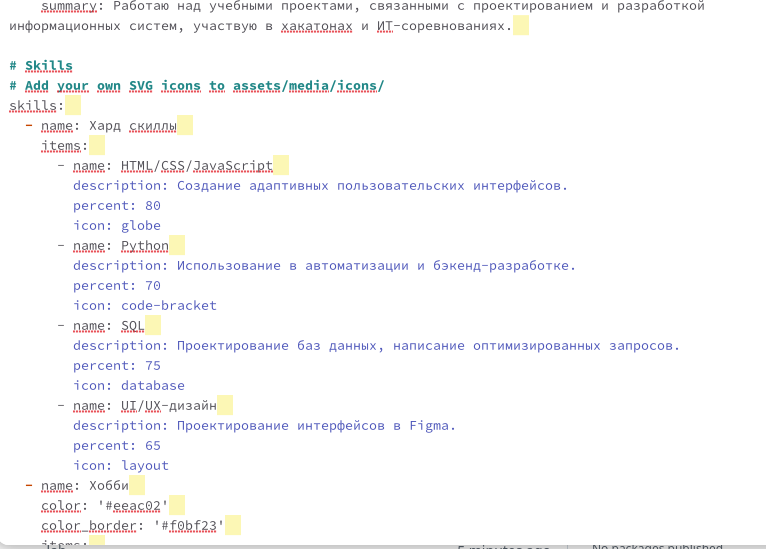 summary: Работаю над учебными проектами, связанными с проектированием и разработкой
информационных систем, участвую в хакатонах и ИТ-соревнованиях.
# Skills
# Add your own SVG icons to assets/media/icons/
skills:
- name: Хард скиллы
items:
- name: HTML/CSS/JavaScript
description: Создание адаптивных пользовательских интерфейсов.
percent: 80
icon: globe
- name: Python
description: Использование в автоматизации и бэкенд-разработке.
percent: 70
icon: code-bracket
- name: SQL
description: Проектирование баз данных, написание оптимизированных запросов.
percent: 75
icon: database
- name: UI/UX-дизайн
description: Проектирование интерфейсов в Figma.
percent: 65
icon: layout
- name: Хобби
color: '#eeac02'
color_border: '#f0bf23'
items:
5 minutes ago No packages published